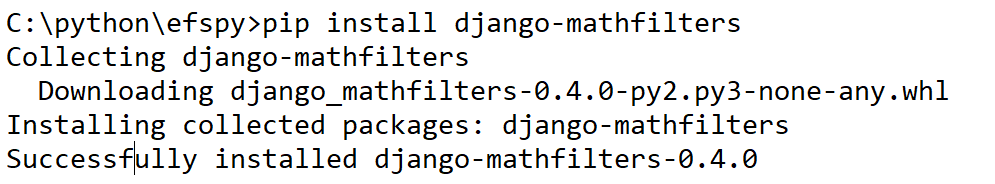 C:\python\efspy>pip install django-mathfilters
Collecting django-mathfilters
  Downloading django_mathfilters-0.4.0-py2.py3-none-any.whl
Installing collected packages: django-mathfilters
Successfully installed django-mathfilters-0.4.0